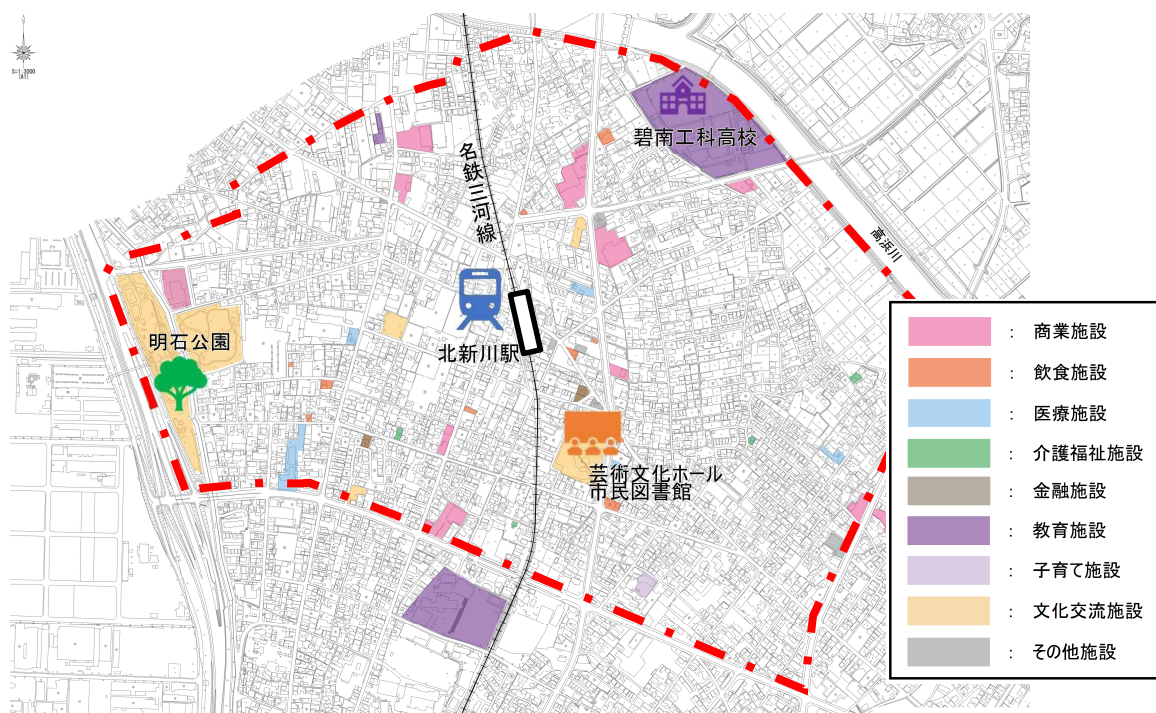 S=1:3000
(A1)
碧南工科高校
名鉄三河線
高浜川
明石公園
北新川駅
芸術文化ホール
市民図書館
： 商業施設
： 飲食施設
： 医療施設
： 介護福祉施設
： 金融施設
： 教育施設
： 子育て施設
： 文化交流施設
： その他施設